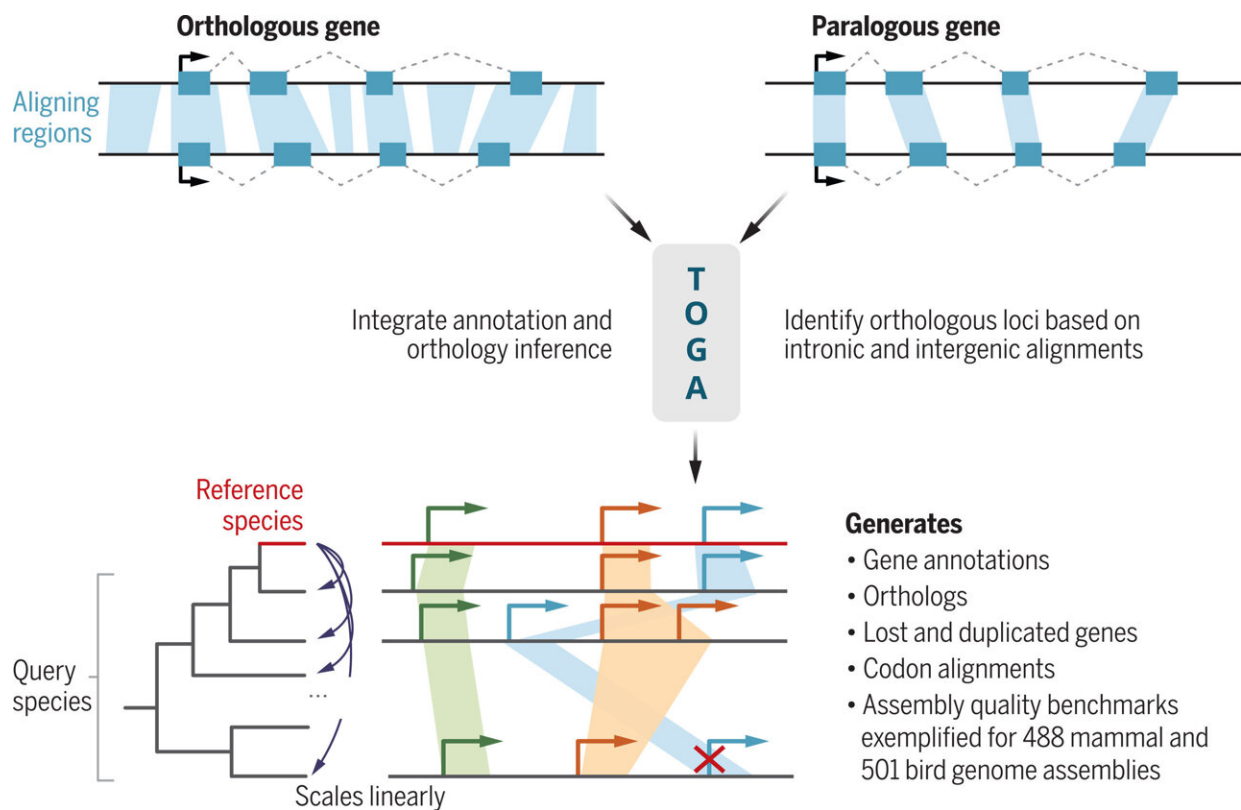 Orthologous gene
Paralogous gene
Aligning
regions
Integrate annotation and
orthology inference
T
O
G
A
Identify orthologous loci based on
intronic and intergenic alignments
Reference
species
Query
species
...
Scales linearly
Generates
• Gene annotations
• Orthologs
• Lost and duplicated genes
• Codon alignments
• Assembly quality benchmarks
exemplified for 488 mammal and
501 bird genome assemblies